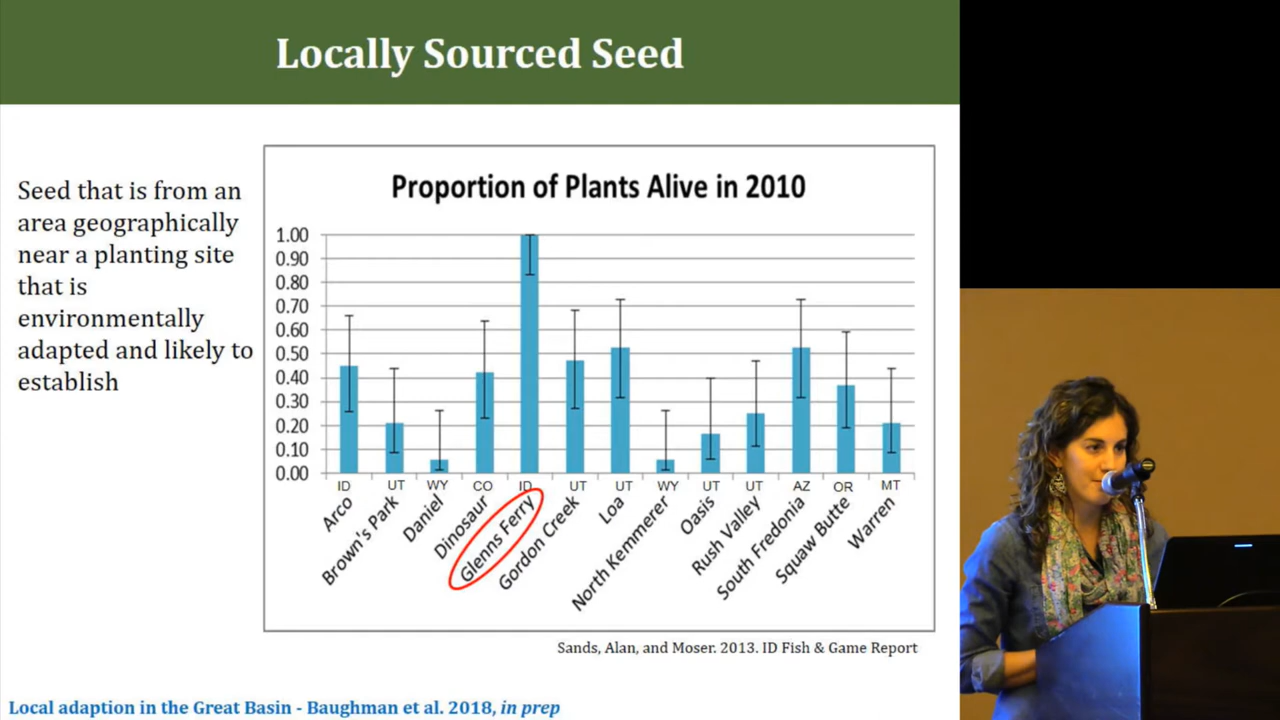 Locally Sourced Seed
Seed that is from an
area geographically
near a planting site
that is
environmentally
adapted and likely to
establish
Proportion of Plants Alive in 2010
1.00
0.90
0.80
0.70
0.60
0.50
0.40
0.30
0.20
0.10
0.00
ID UT WY CO ID UT UT WY UT UT AZ OR MT
Arco
Brown's Park
Daniel
Dinosaur
Glenns Ferry
Gordon Creek
Loa
North Kemmerer
Oasis
Rush Valley
South Fredonia
Squaw Butte
Warren
Sands, Alan, and Moser. 2013. ID Fish & Game Report
Local adaption in the Great Basin - Baughman et al. 2018, in prep